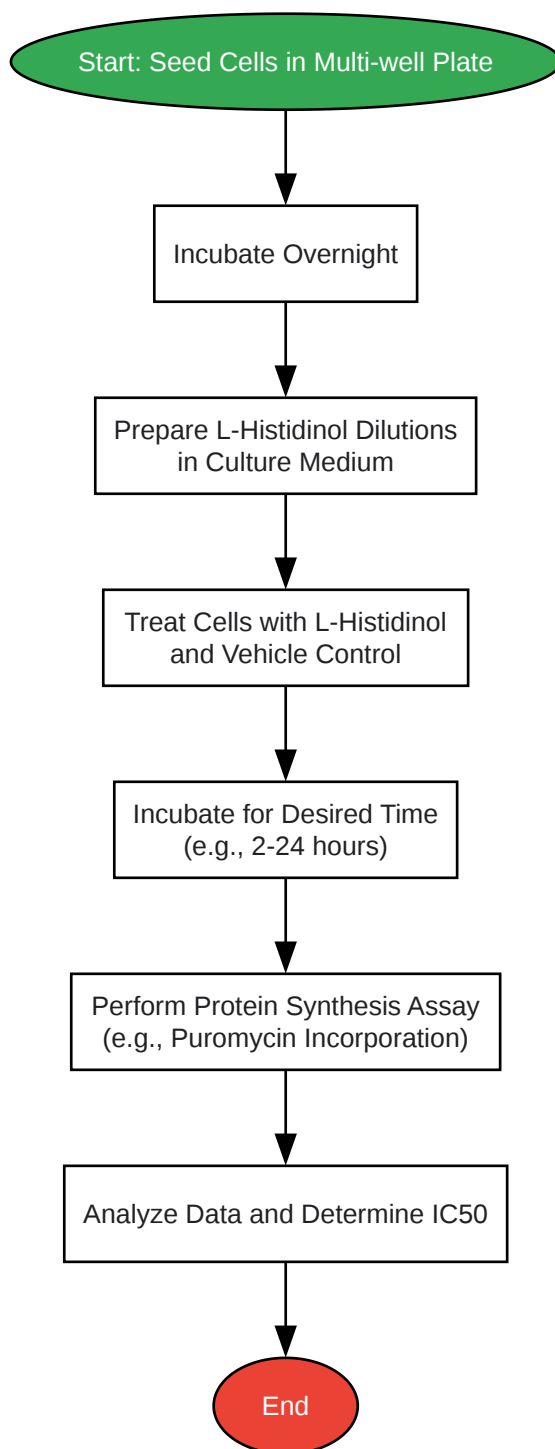 Start: Seed Cells in Multi-well Plate
Incubate Overnight
Prepare L-Histidinol Dilutions
in Culture Medium
Treat Cells with L-Histidinol
and Vehicle Control
Incubate for Desired Time
(e.g., 2-24 hours)
Perform Protein Synthesis Assay
(e.g., Puromycin Incorporation)
Analyze Data and Determine IC50
End